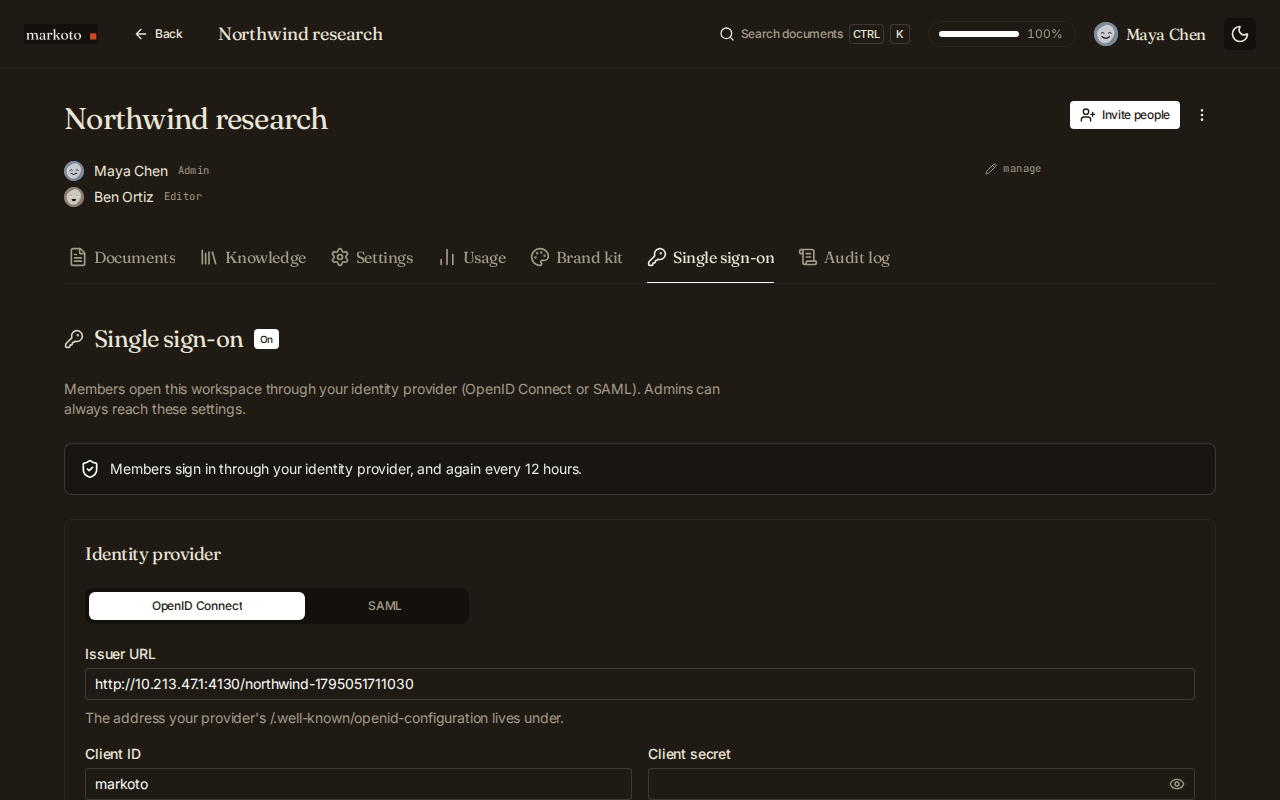 markoto
Back
Northwind research
Search documents CTRL K
100%
Maya Chen
Northwind research
Invite people
Maya Chen Admin
manage
Ben Ortiz Editor
Documents
Knowledge
Settings
Usage
Brand kit
Single sign-on
Audit log
Single sign-on On
Members open this workspace through your identity provider (OpenID Connect or SAML). Admins can
always reach these settings.
Members sign in through your identity provider, and again every 12 hours.
Identity provider
OpenID Connect
SAML
Issuer URL
http://10.213.47.1:4130/northwind-1795051711030
The address your provider's /.well-known/openid-configuration lives under.
Client ID
Client secret
markoto